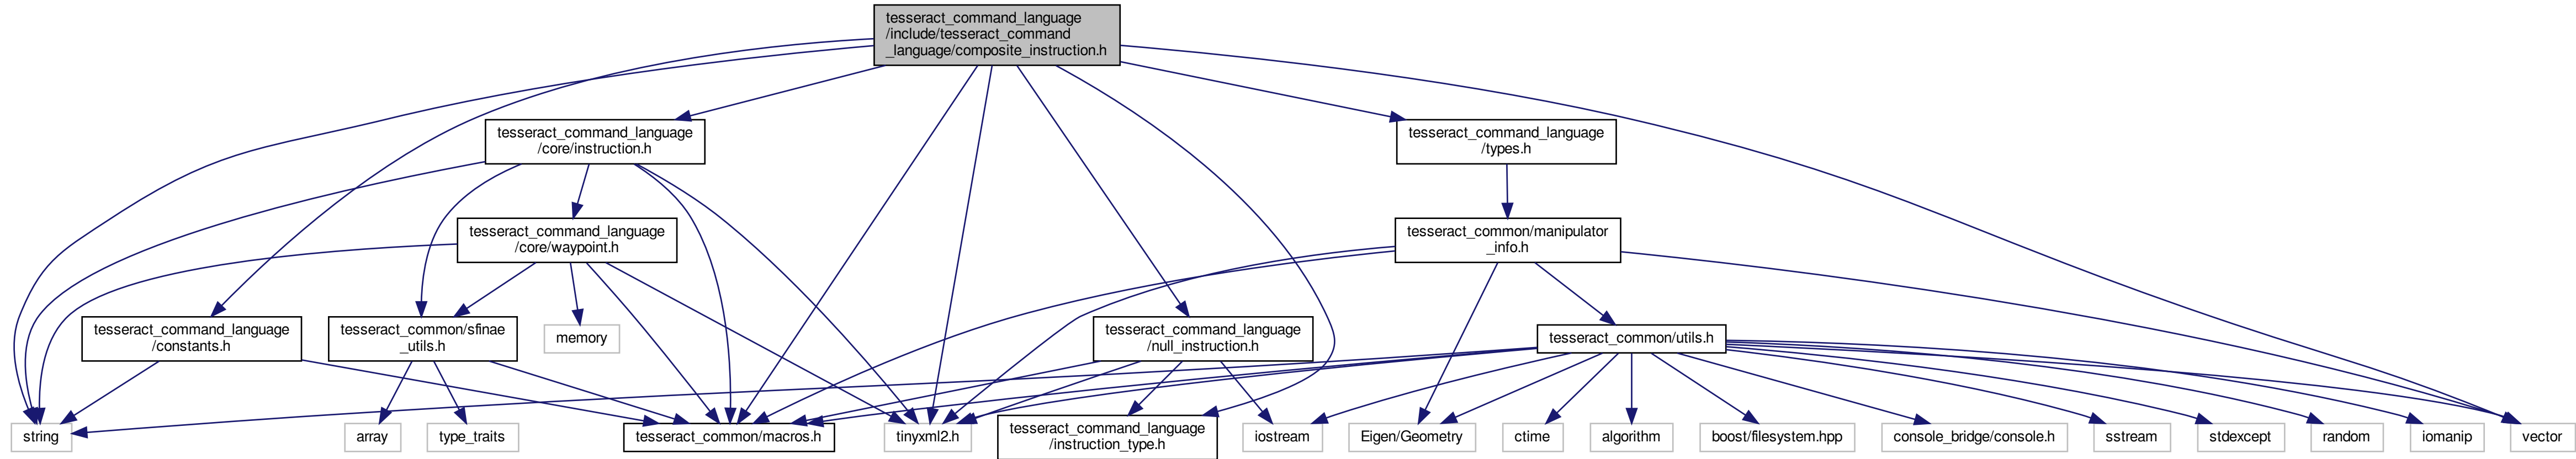 tesseract_command_language
/include/tesseract_command
_language/composite_instruction.h
tesseract_command_language
/core/instruction.h
tesseract_command_language
/types.h
tesseract_command_language
/core/waypoint.h
tesseract_common/manipulator
_info.h
tesseract_command_language
/constants.h
tesseract_common/sfinae
_utils.h
memory
tesseract_command_language
/null_instruction.h
tesseract_common/utils.h
string
array
type_traits
tesseract_common/macros.h
tinyxml2.h
tesseract_command_language
/instruction_type.h
iostream
Eigen/Geometry
ctime
algorithm
boost/filesystem.hpp
console_bridge/console.h
sstream
stdexcept
random
iomanip
vector